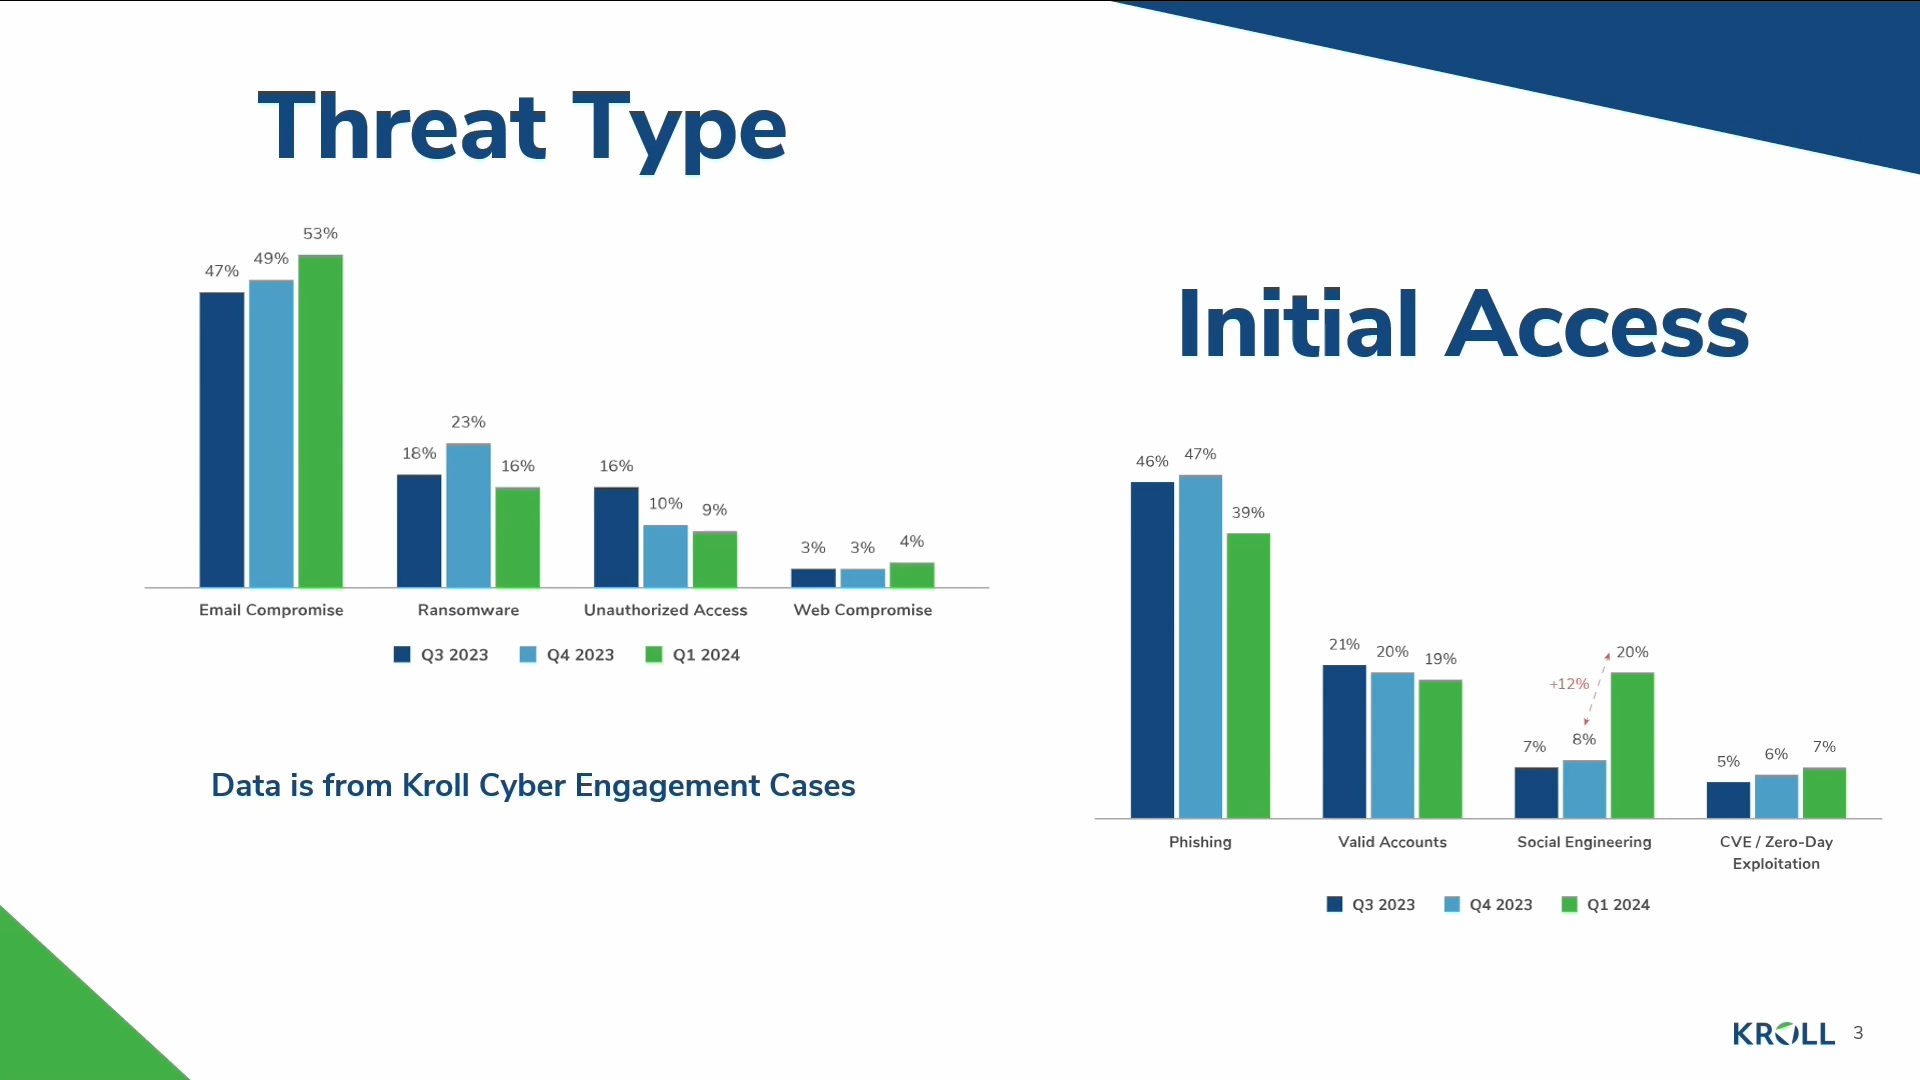 Threat Type
53%
49%
47%
23%
18%
16%
16%
10%
9%
3%
3%
4%
Email Compromise
Ransomware
Unauthorized Access
Web Compromise
Q3 2023
Q4 2023
Q1 2024
Data is from Kroll Cyber Engagement Cases
Initial Access
46%
47%
39%
21%
20%
19%
+12%
20%
7%
8%
5%
6%
7%
Phishing
Valid Accounts
Social Engineering
CVE / Zero-Day
Exploitation
Q3 2023
Q4 2023
Q1 2024
KROLL
3